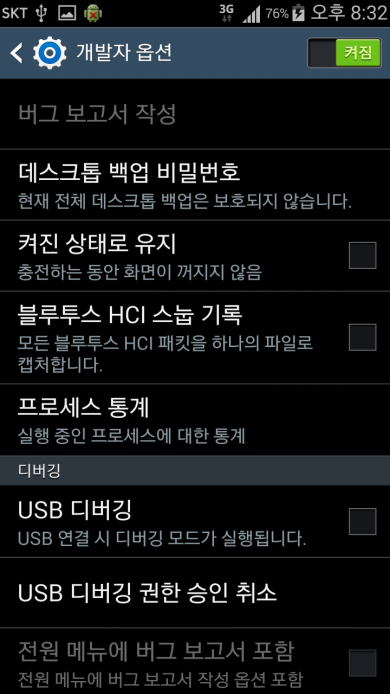 SKT 3G 76% 오후 8:32
개발자 옵션 켜짐
버그 보고서 작성
데스크톱 백업 비밀번호
현재 전체 데스크톱 백업은 보호되지 않습니다.
켜진 상태로 유지
충전하는 동안 화면이 꺼지지 않음
블루투스 HCI 스눕 기록
모든 블루투스 HCI 패킷을 하나의 파일로
캡처합니다.
프로세스 통계
실행 중인 프로세스에 대한 통계
디버깅
USB 디버깅
USB 연결 시 디버깅 모드가 실행됩니다.
USB 디버깅 권한 승인 취소
전원 메뉴에 버그 보고서 포함
전원 메뉴에 버그 보고서 작성 옵션 포함